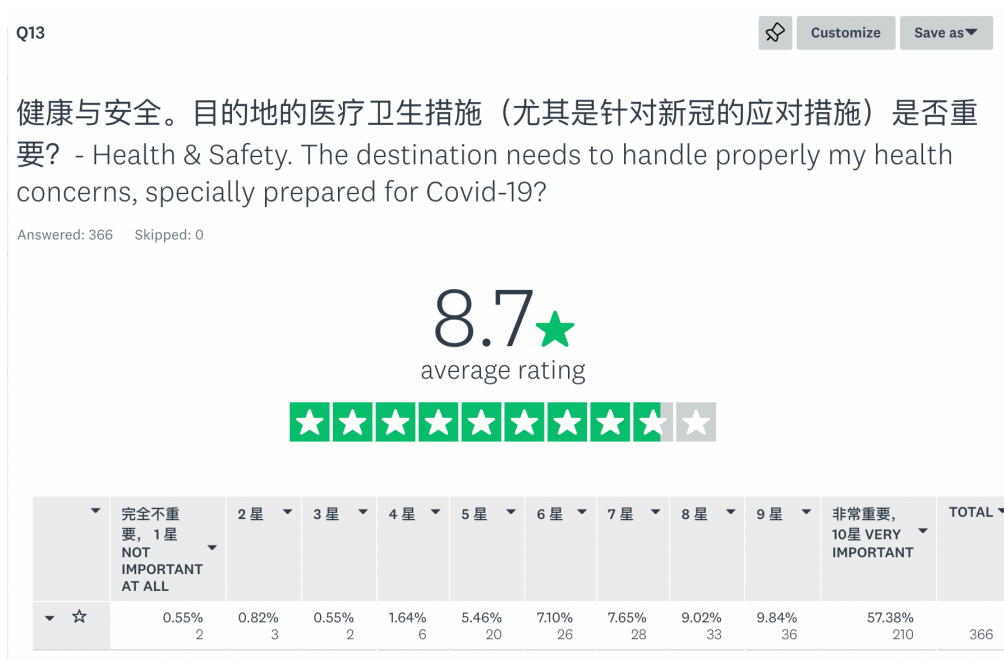 Q13
Customize
Save as
健康与安全。目的地的医疗卫生措施（尤其是针对新冠的应对措施）是否重
要？ - Health & Safety. The destination needs to handle properly my health
concerns, specially prepared for Covid-19?
Answered: 366 Skipped: 0
8.7
average rating
完全不重
要， 1 星
NOT
IMPORTANT
AT ALL
2 星
3 星
4 星
5 星
6 星
7 星
8 星
9 星
非常重要,
10星 VERY
IMPORTANT
TOTAL
0.55% 0.82% 0.55% 1.64% 5.46% 7.10% 7.65% 9.02% 9.84% 57.38%
2 3 2 6 20 26 28 33 36 210 366